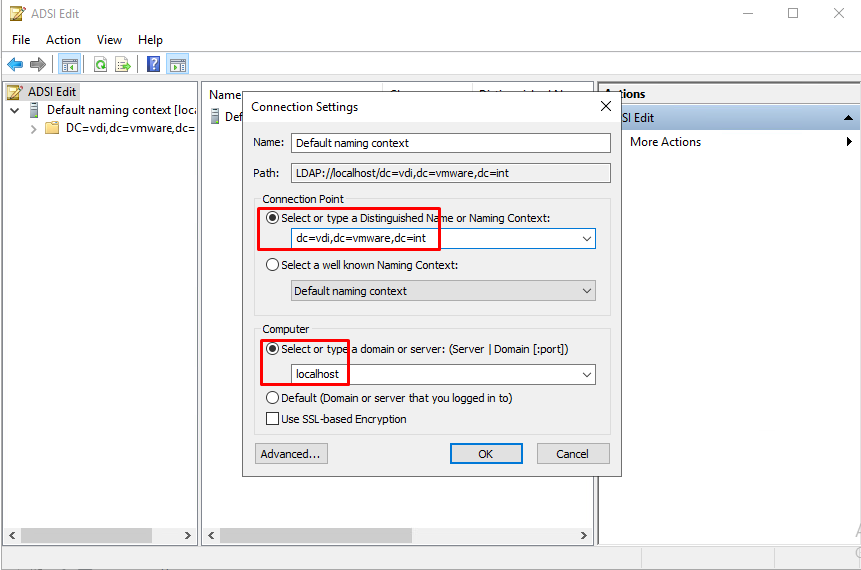 ADSI Edit
File Action View Help
ADSI Edit
Default naming context [loca
DC=vdi,dc=vmware,dc=
Name
Def
Actions
SI Edit
More Actions
Connection Settings
Name: Default naming context
Path: LDAP://localhost/dc=vdi,dc=vmware,dc=int
Connection Point
Select or type a Distinguished Name or Naming Context:
dc=vdi,dc=vmware,dc=int
Select a well known Naming Context:
Default naming context
Computer
Select or type a domain or server: (Server | Domain [:port])
localhost
Default (Domain or server that you logged in to)
Use SSL-based Encryption
Advanced... OK Cancel